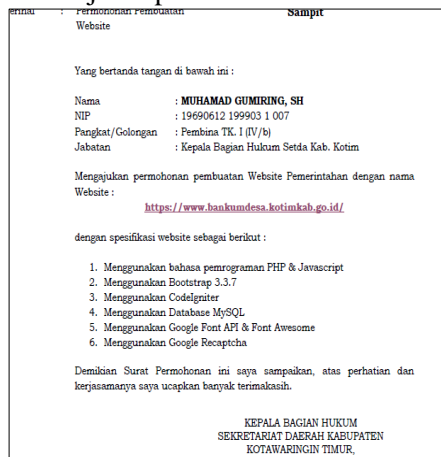 : Permohonan Pembuatan Sampit
Website
Yang bertanda tangan di bawah ini :
Nama : MUHAMAD GUMIRING, SH
NIP : 19690612 199903 1 007
Pangkat/Golongan : Pembina TK. I (IV/b)
Jabatan : Kepala Bagian Hukum Setda Kab. Kotim
Mengajukan permohonan pembuatan Website Pemerintahan dengan nama
Website :
https://www.bankumdesa.kotimkab.go.id/
dengan spesifikasi website sebagai berikut :
1. Menggunakan bahasa pemrograman PHP & Javascript
2. Menggunakan Bootstrap 3.3.7
3. Menggunakan CodeIgniter
4. Menggunakan Database MySQL
5. Menggunakan Google Font API & Font Awesome
6. Menggunakan Google Recaptcha
Demikian Surat Permohonan ini saya sampaikan, atas perhatian dan
kerjasamanya saya ucapkan banyak terimakasih.
KEPALA BAGIAN HUKUM
SEKRETARIAT DAERAH KABUPATEN
KOTAWARINGIN TIMUR,